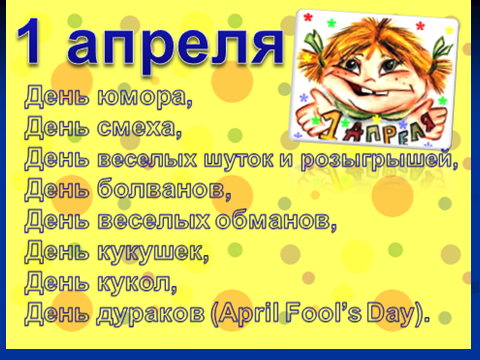 1 апреля
1 АПРЕЛЯ
День юмора,
День смеха,
День веселых шуток и розыгрышей,
День болванов,
День веселых обманов,
День кукушек,
День кукол,
День дураков (April Fool’s Day).